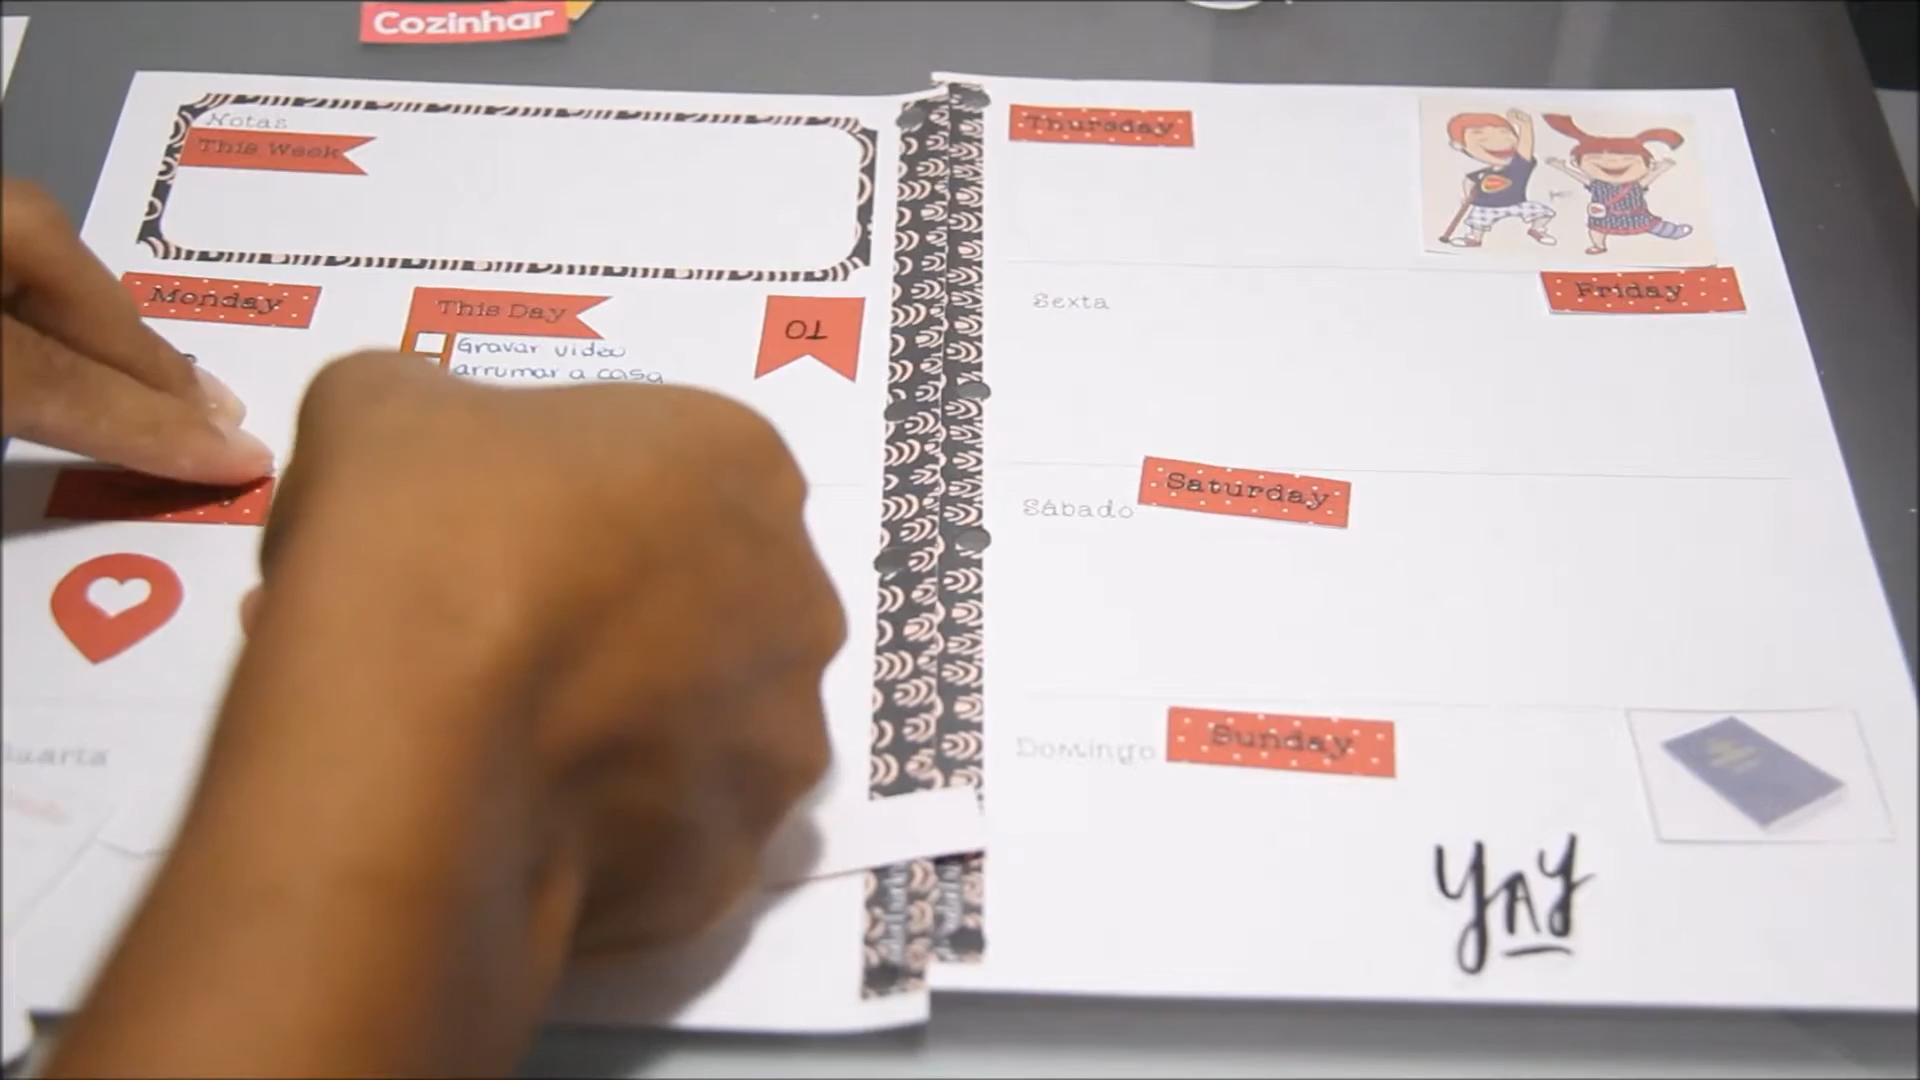 Cozinhar
Notas
This Week
Monday
This Day
01
Gravar video
arrumar a casa
Thursday
Sexta
Friday
Sábado
Saturday
Domingo
Sunday
YAY